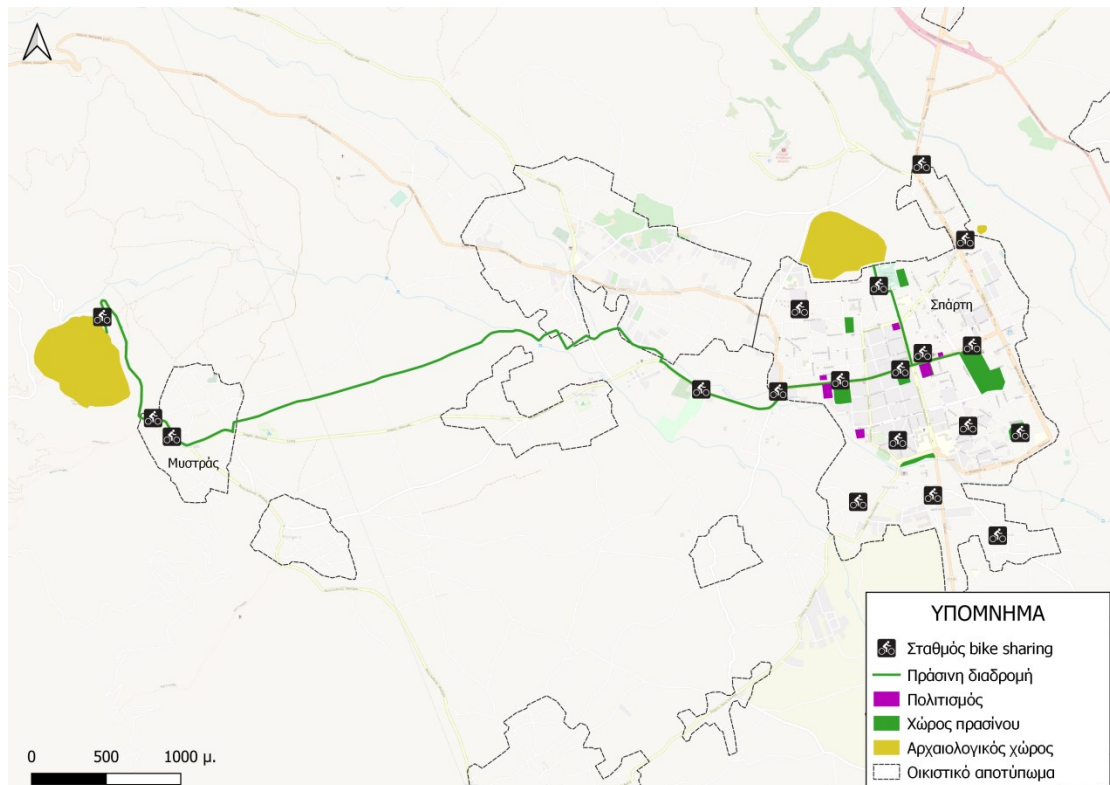 Σπάρτη
Μυστράς
ΥΠΟΜΝΗΜΑ
Σταθμός bike sharing
Πράσινη διαδρομή
Πολιτισμός
Χώρος πρασίνου
Αρχαιολογικός χώρος
Οικιστικό αποτύπωμα
0 500 1000 μ.